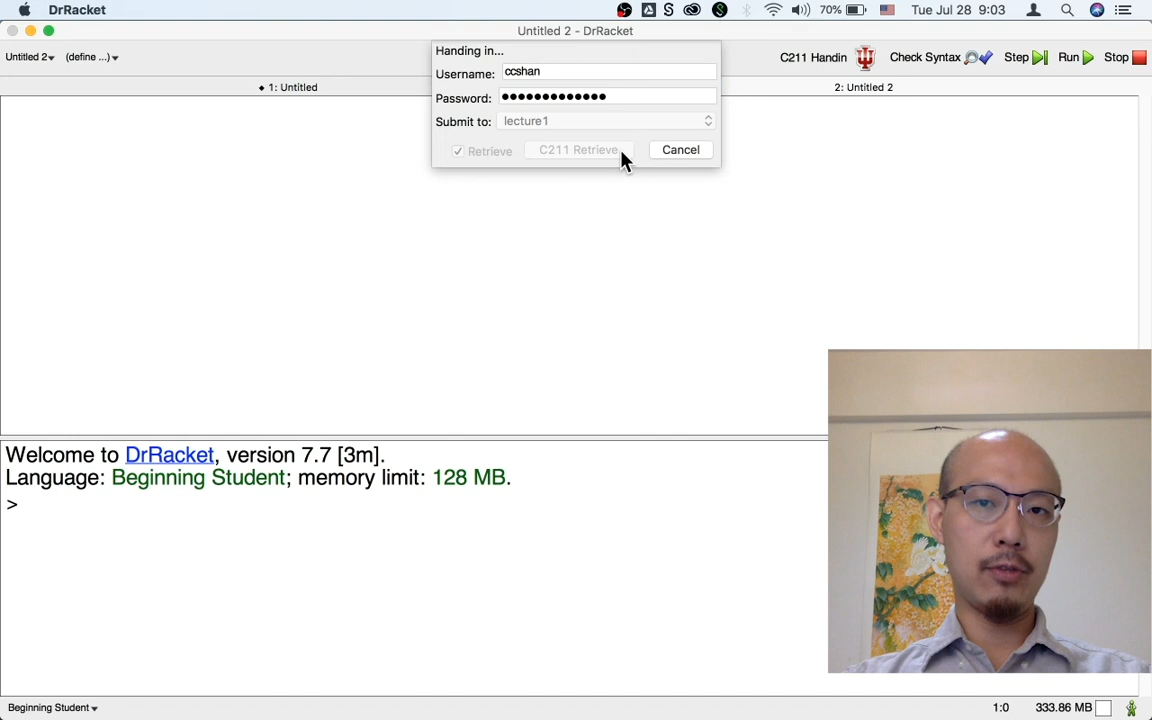 DrRacket
70%
Tue Jul 28 9:03
Untitled 2 - DrRacket
Untitled 2▾ (define ...)▾
C211 Handin
Check Syntax
Step
Run
Stop
◆ 1: Untitled
2: Untitled 2
Handing in...
Username: ccshan
Password: ●●●●●●●●●●●●●
Submit to: lecture1
Retrieve
C211 Retrieve
Cancel
Welcome to DrRacket, version 7.7 [3m].
Language: Beginning Student; memory limit: 128 MB.
>
Beginning Student▾
1:0
333.86 MB